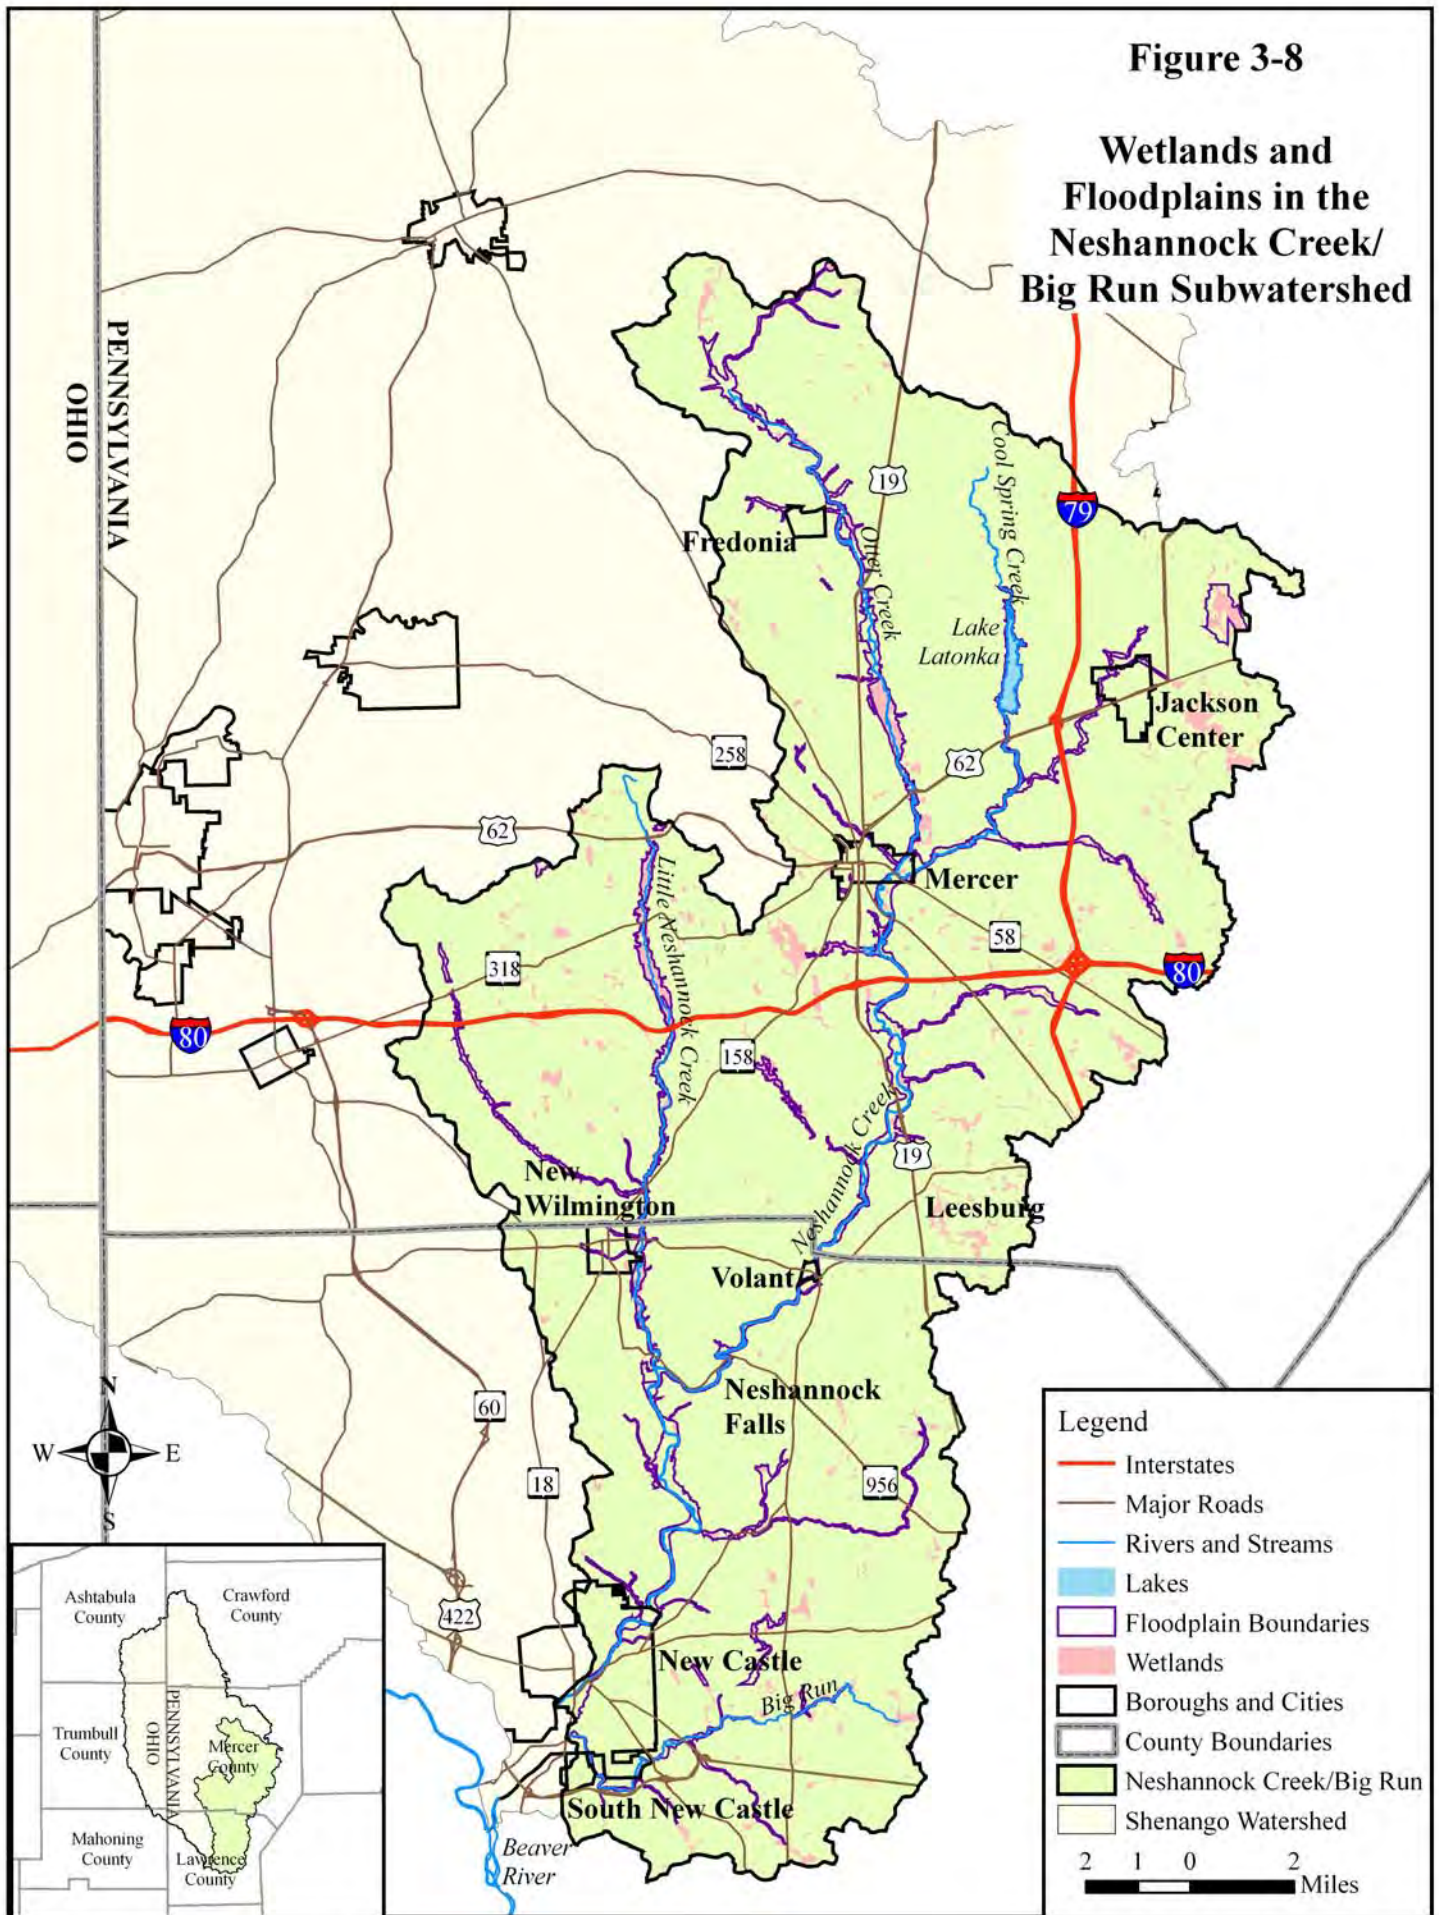 Figure 3-8
Wetlands and
Floodplains in the
Neshannock Creek/
Big Run Subwatershed
PENNSYLVANIA
OHIO
19
Cool Spring Creek
79
Fredonia
Otter Creek
Lake
Latonka
Jackson
Center
258
62
62
Mercer
Little Neshannock Creek
58
318
80
80
158
Neshannock Creek
19
New
Wilmington
Leesburg
Volant
Neshannock
Falls
60
18
956
422
New Castle
Big Run
South New Castle
Beaver
River
N
W
E
S
Ashtabula
County
Crawford
County
Trumbull
County
PENNSYLVANIA
OHIO
Mercer
County
Mahoning
County
Lawrence
County
Legend
Interstates
Major Roads
Rivers and Streams
Lakes
Floodplain Boundaries
Wetlands
Boroughs and Cities
County Boundaries
Neshannock Creek/Big Run
Shenango Watershed
2 1 0 2
Miles